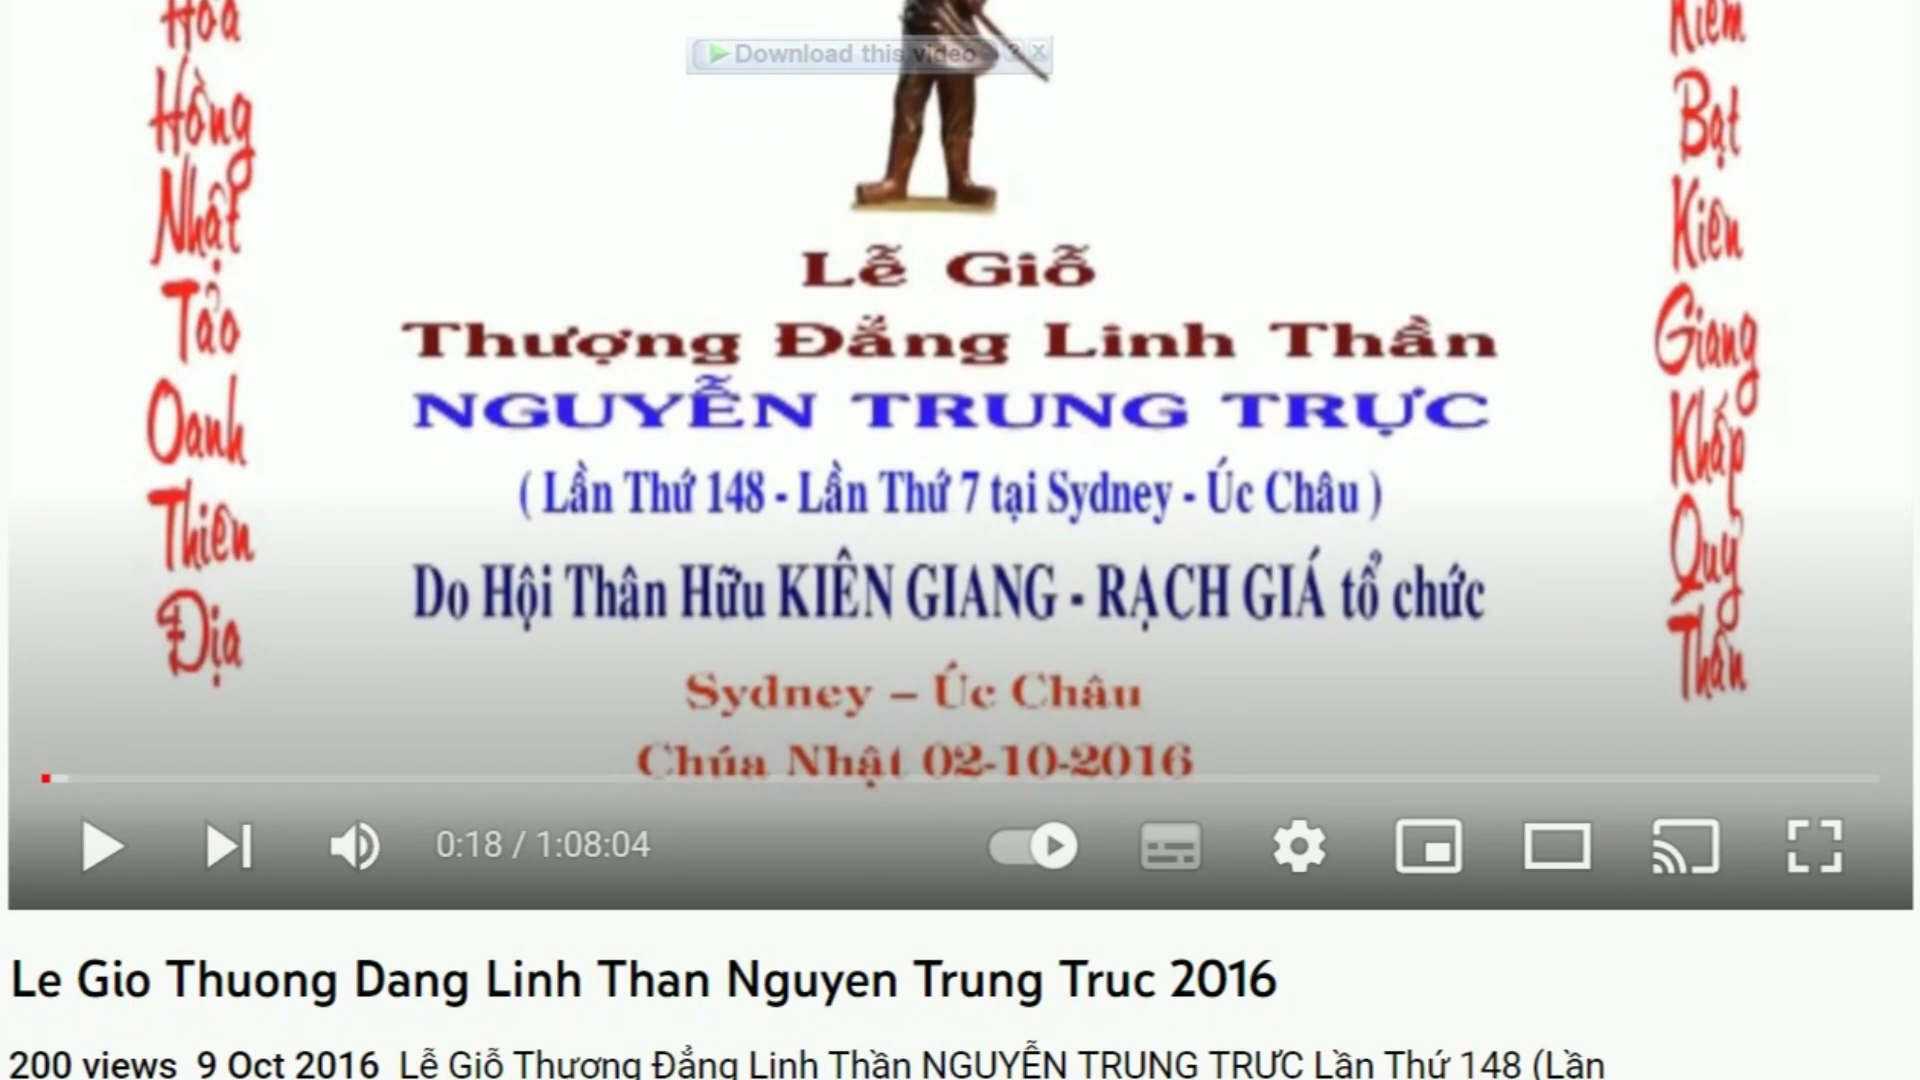 Hỏa
Hồng
Nhật
Tảo
Oanh
Thiên
Địa
Download this video
Kiếm
Bạt
Kiên
Giang
Khấp
Quỷ
Thần
Lễ Giỗ
Thượng Đẳng Linh Thần
NGUYỄN TRUNG TRỰC
( Lần Thứ 148 - Lần Thứ 7 tại Sydney - Úc Châu )
Do Hội Thân Hữu KIÊN GIANG - RẠCH GIÁ tổ chức
Sydney – Úc Châu
Chúa Nhật 02-10-2016
0:18 / 1:08:04
Le Gio Thuong Dang Linh Than Nguyen Trung Truc 2016
200 views 9 Oct 2016 Lễ Giỗ Thượng Đẳng Linh Thần NGUYỄN TRUNG TRỰC Lần Thứ 148 (Lần